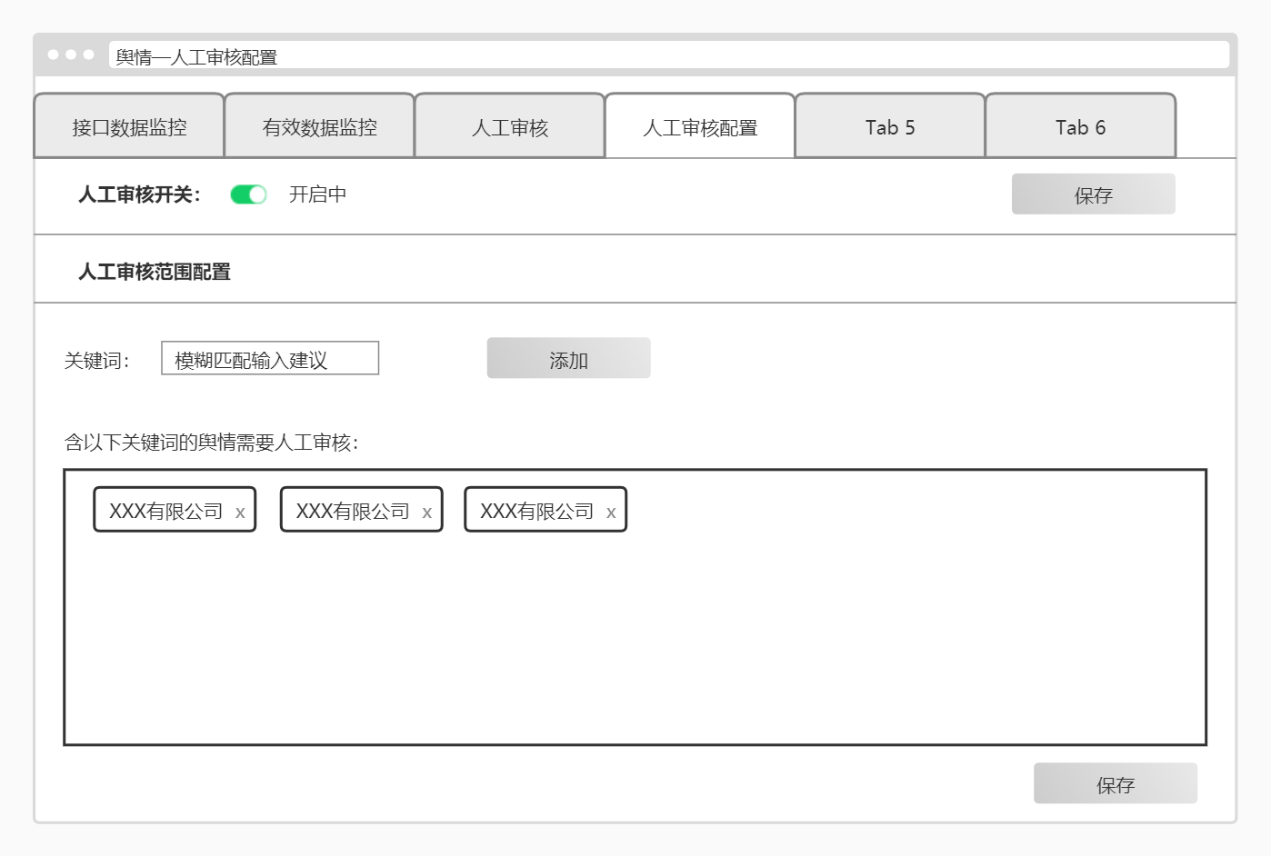 舆情—人工审核配置
接口数据监控 有效数据监控 人工审核 人工审核配置 Tab 5 Tab 6
人工审核开关： 开启中 保存
人工审核范围配置
关键词： 模糊匹配输入建议 添加
含以下关键词的舆情需要人工审核：
XXX有限公司 x XXX有限公司 x XXX有限公司 x
保存